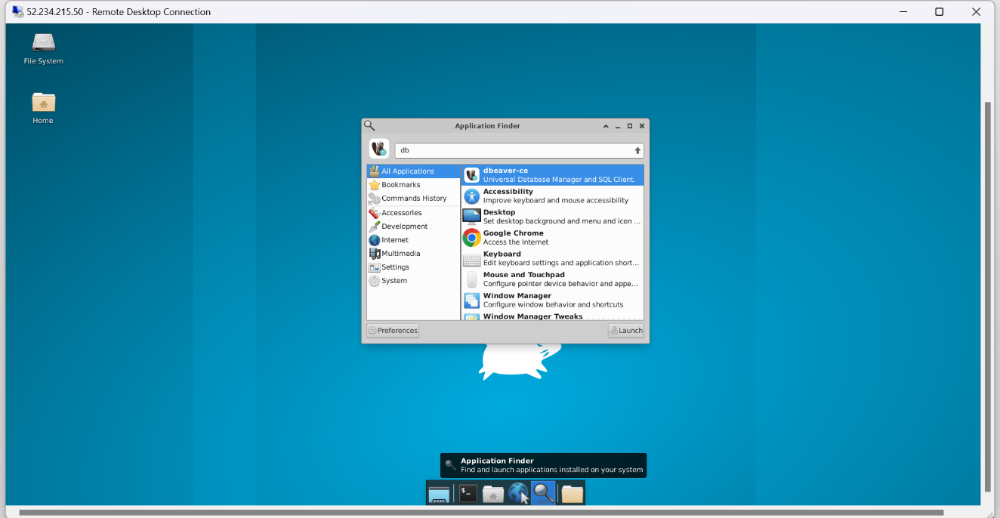 52.234.215.50 - Remote Desktop Connection
File System
Home
Application Finder
db
All Applications
Bookmarks
Commands History
Accessories
Development
Internet
Multimedia
Settings
System
dbeaver-ce
Universal Database Manager and SQL Client.
Accessibility
Improve keyboard and mouse accessibility
Desktop
Set desktop background and menu and icon ...
Google Chrome
Access the Internet
Keyboard
Edit keyboard settings and application short...
Mouse and Touchpad
Configure pointer device behavior and appe...
Window Manager
Configure window behavior and shortcuts
Window Manager Tweaks
Preferences
Launch
Application Finder
Find and launch applications installed on your system
$_